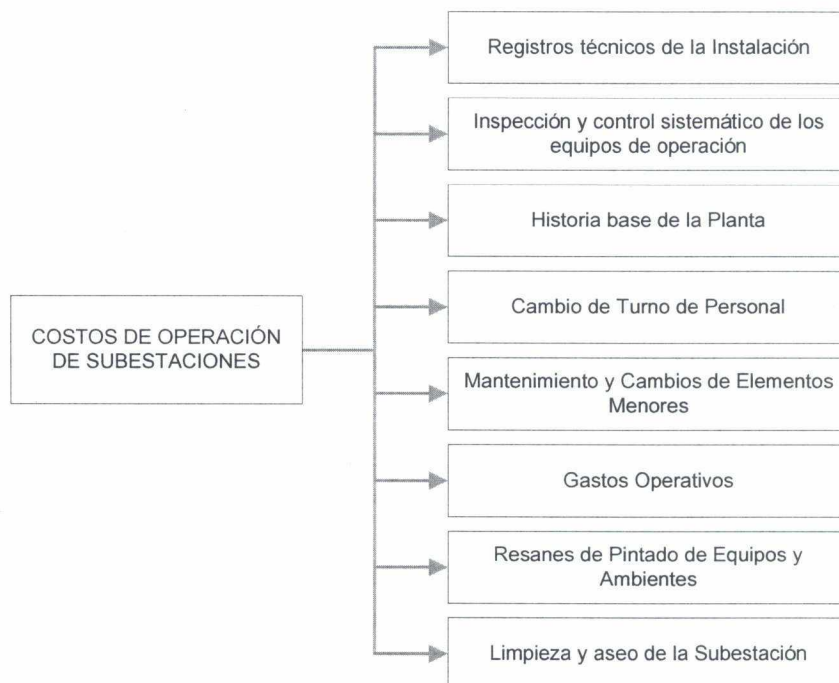 COSTOS DE OPERACIÓN
DE SUBESTACIONES
Registros técnicos de la Instalación
Inspección y control sistemático de los
equipos de operación
Historia base de la Planta
Cambio de Turno de Personal
Mantenimiento y Cambios de Elementos
Menores
Gastos Operativos
Resanes de Pintado de Equipos y
Ambientes
Limpieza y aseo de la Subestación